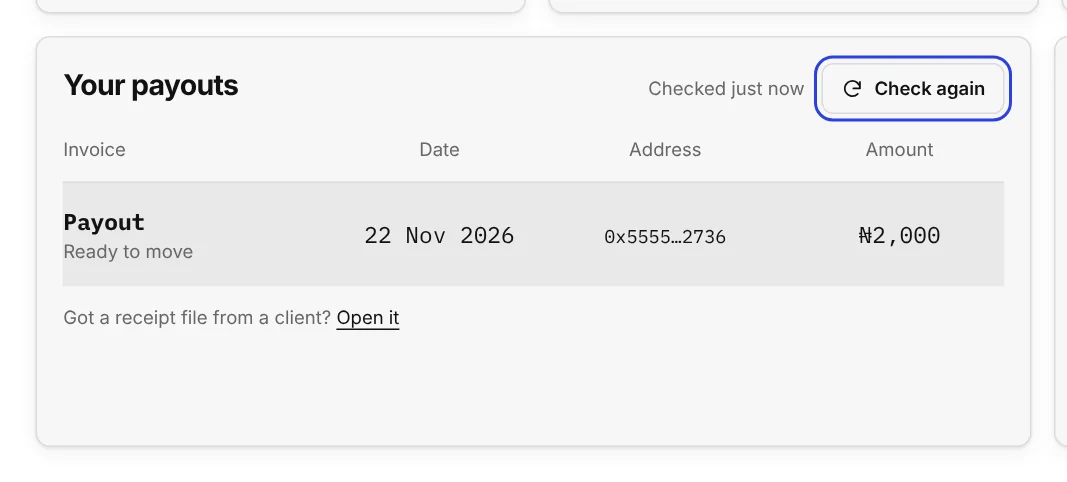 Your payouts
Checked just now
Check again
Invoice Date Address Amount
Payout
Ready to move
22 Nov 2026
0x5555…2736
₦2,000
Got a receipt file from a client? Open it